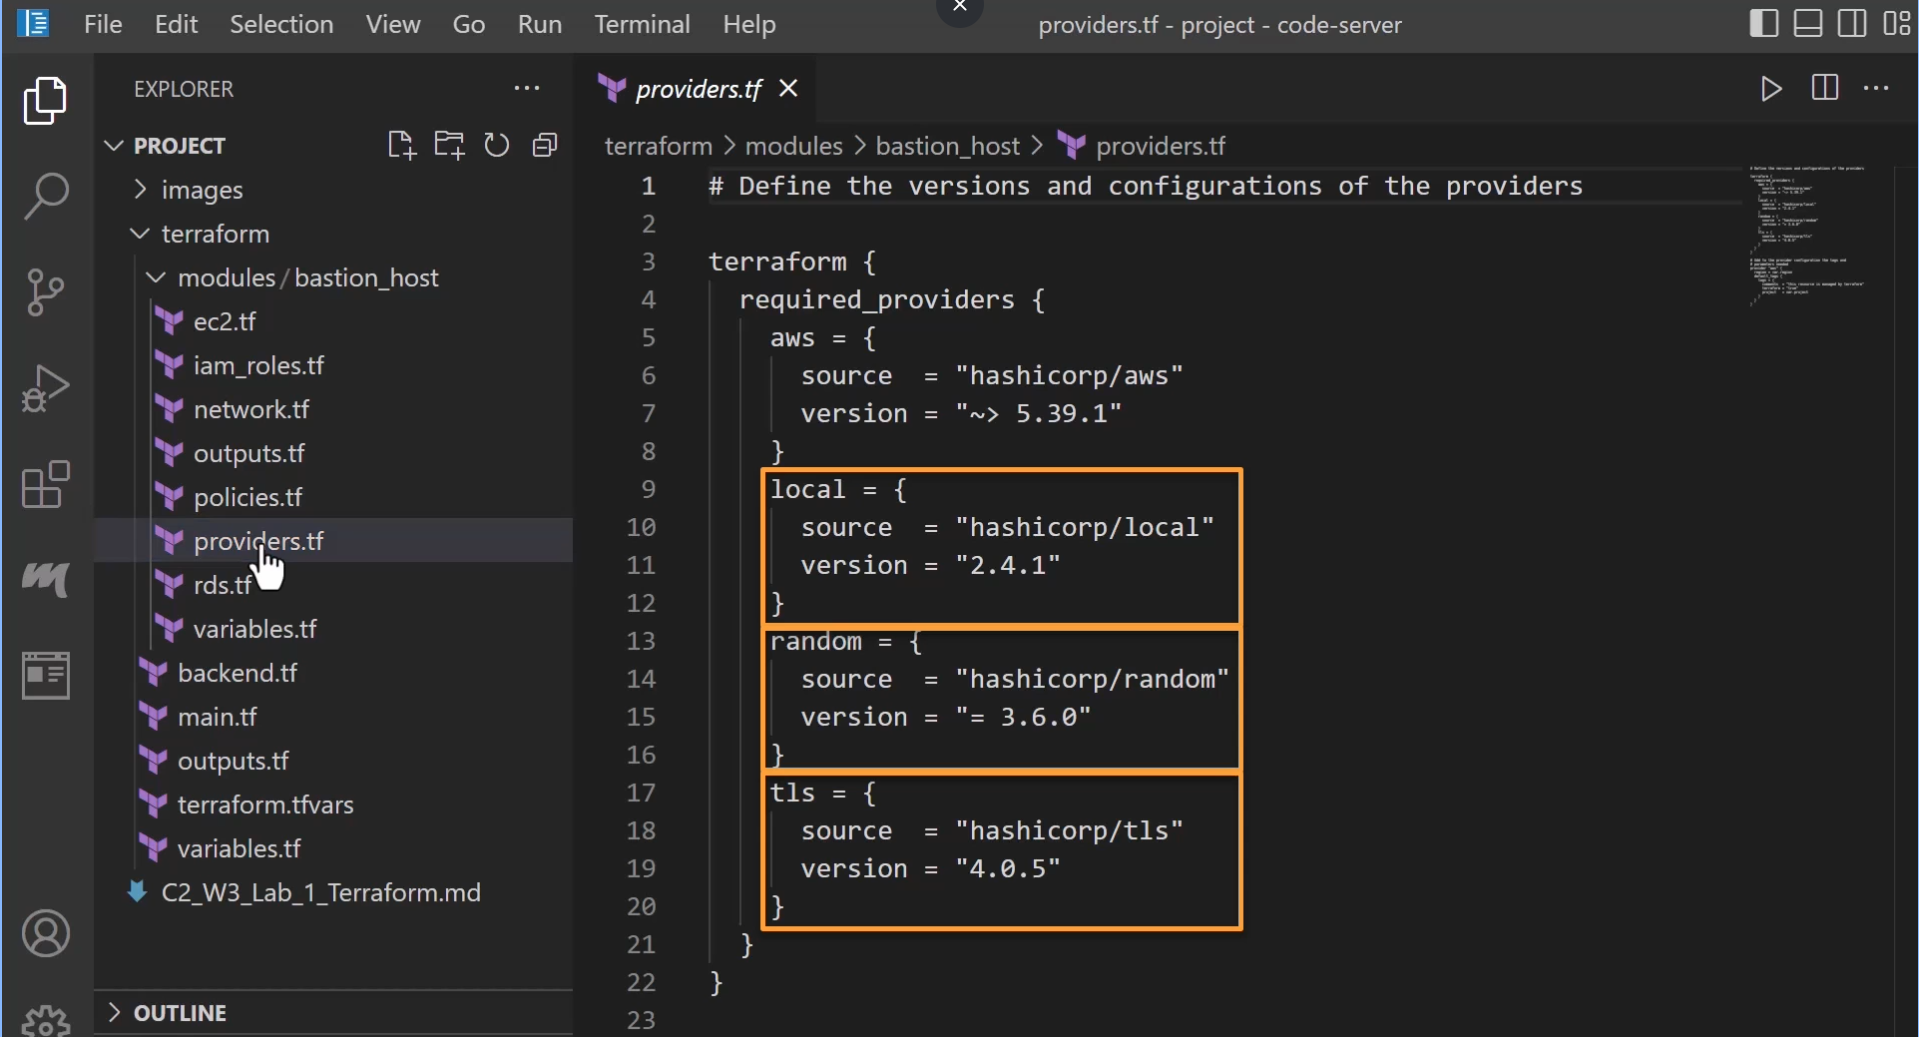 File Edit Selection View Go Run Terminal Help
providers.tf - project - code-server
EXPLORER
PROJECT
images
terraform
modules / bastion_host
ec2.tf
iam_roles.tf
network.tf
outputs.tf
policies.tf
providers.tf
rds.tf
variables.tf
backend.tf
main.tf
outputs.tf
terraform.tfvars
variables.tf
C2_W3_Lab_1_Terraform.md
OUTLINE
providers.tf
terraform > modules > bastion_host > providers.tf
1 # Define the versions and configurations of the providers
2
3 terraform {
4 required_providers {
5 aws = {
6 source = "hashicorp/aws"
7 version = "~> 5.39.1"
8 }
9 local = {
10 source = "hashicorp/local"
11 version = "2.4.1"
12 }
13 random = {
14 source = "hashicorp/random"
15 version = "= 3.6.0"
16 }
17 tls = {
18 source = "hashicorp/tls"
19 version = "4.0.5"
20 }
21 }
22 }
23